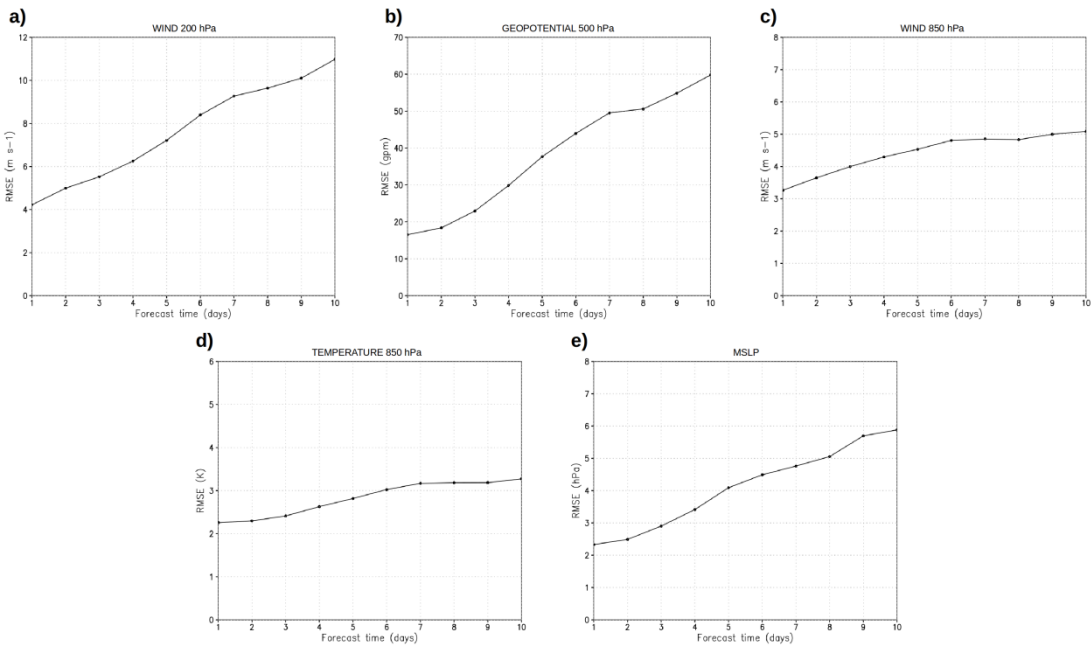 a)
WIND 200 hPa
12
10
8
6
4
2
0
RMSE (m s−1)
1 2 3 4 5 6 7 8 9 10
Forecast time (days)
b)
GEOPOTENTIAL 500 hPa
70
60
50
40
30
20
10
0
RMSE (gpm)
1 2 3 4 5 6 7 8 9 10
Forecast time (days)
c)
WIND 850 hPa
8
7
6
5
4
3
2
1
0
RMSE (m s−1)
1 2 3 4 5 6 7 8 9 10
Forecast time (days)
d)
TEMPERATURE 850 hPa
6
5
4
3
2
1
0
RMSE (K)
1 2 3 4 5 6 7 8 9 10
Forecast time (days)
e)
MSLP
8
7
6
5
4
3
2
1
0
RMSE (hPa)
1 2 3 4 5 6 7 8 9 10
Forecast time (days)